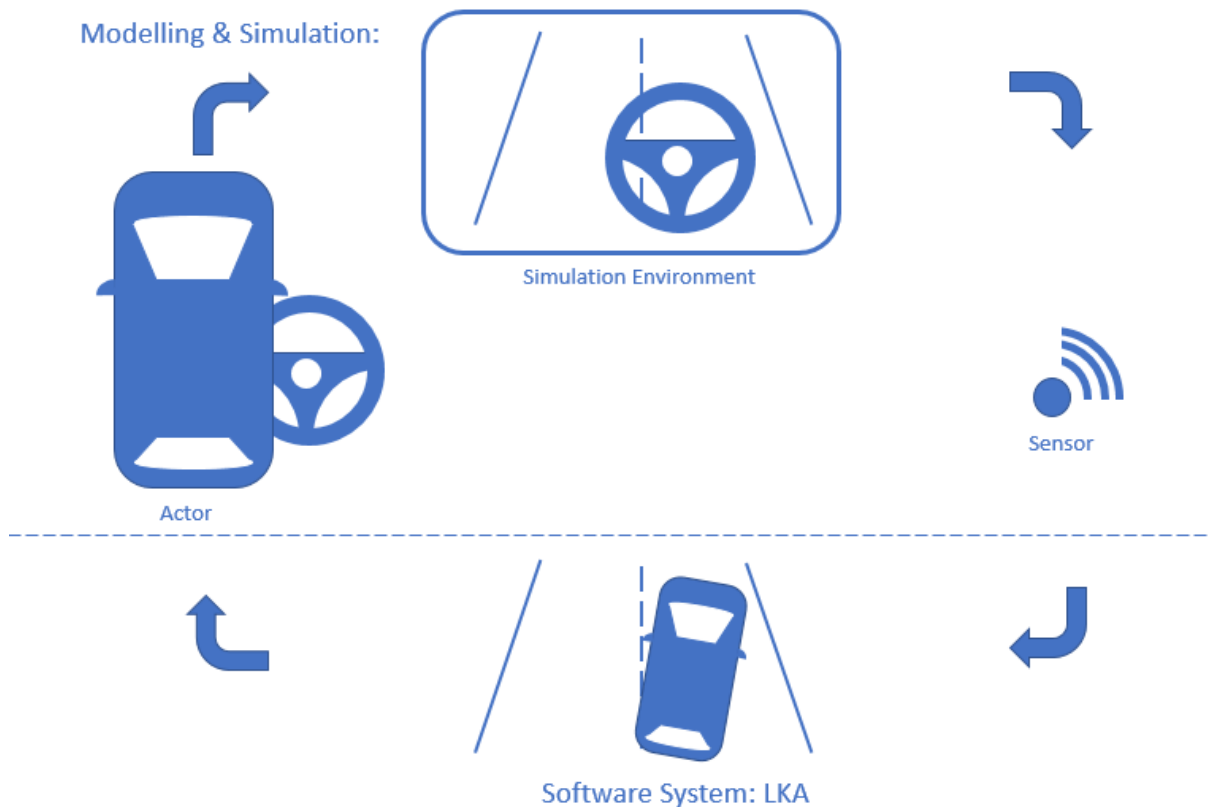 Modelling & Simulation:
Simulation Environment
Sensor
Actor
Software System: LKA